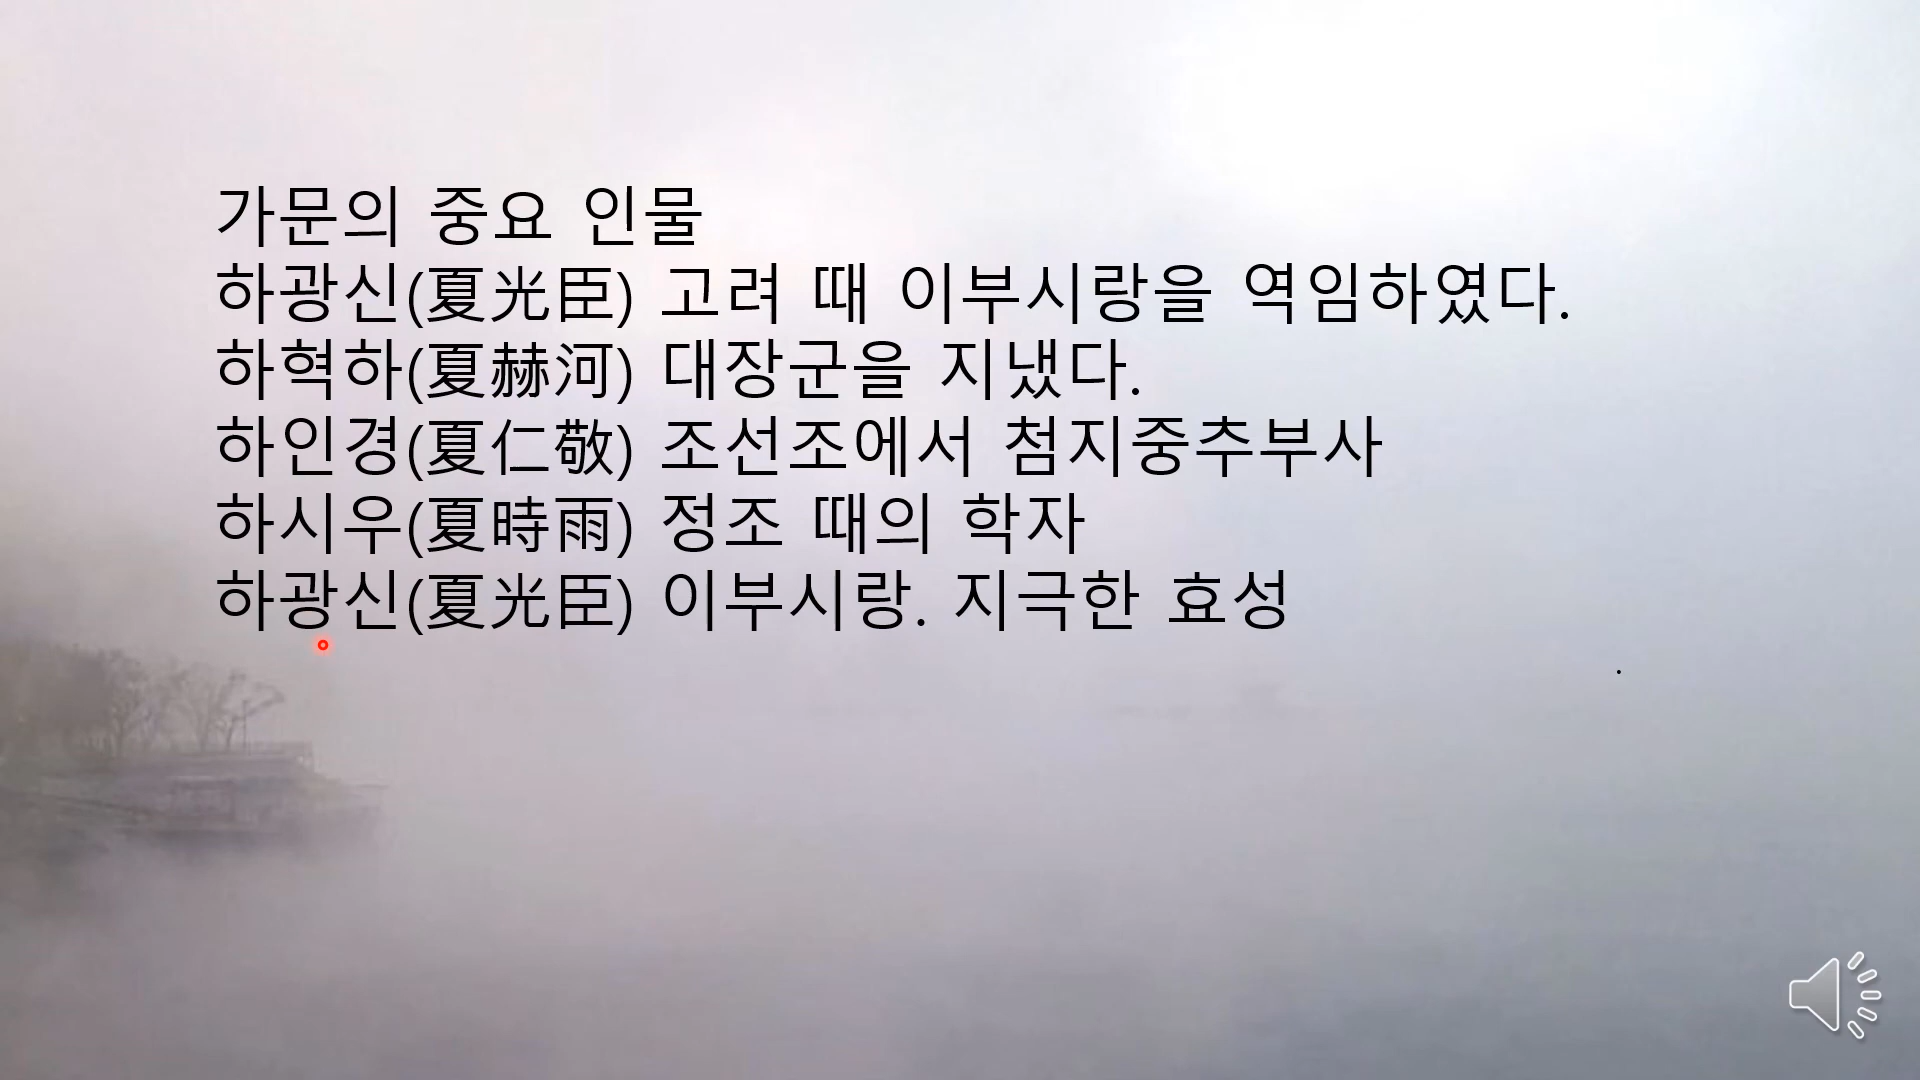 가문의 중요 인물
하광신(夏光臣) 고려 때 이부시랑을 역임하였다.
하혁하(夏赫河) 대장군을 지냈다.
하인경(夏仁敬) 조선조에서 첨지중추부사
하시우(夏時雨) 정조 때의 학자
하광신(夏光臣) 이부시랑. 지극한 효성
.